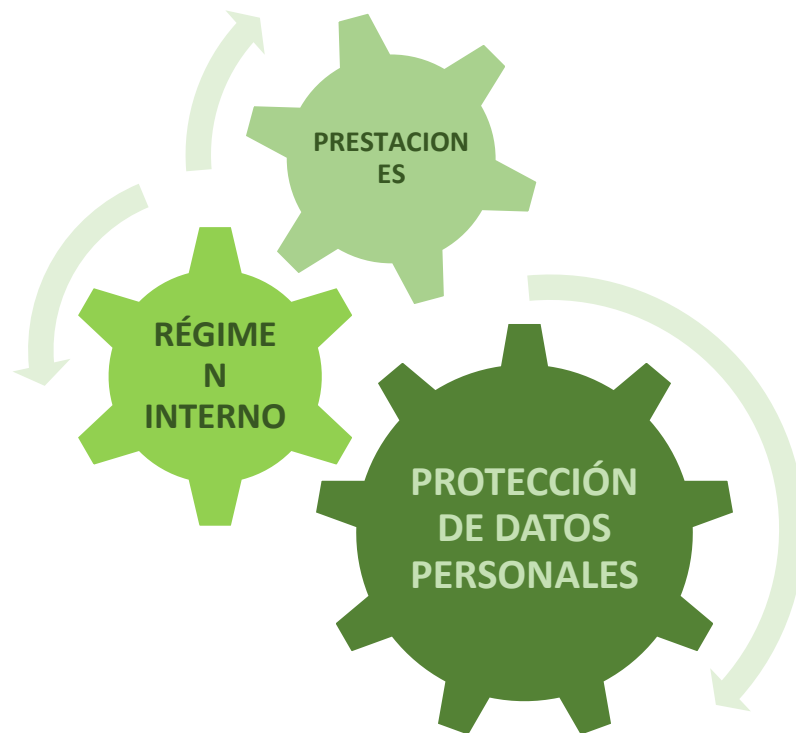 PRESTACION
ES
RÉGIME
N
INTERNO
PROTECCIÓN
DE DATOS
PERSONALES